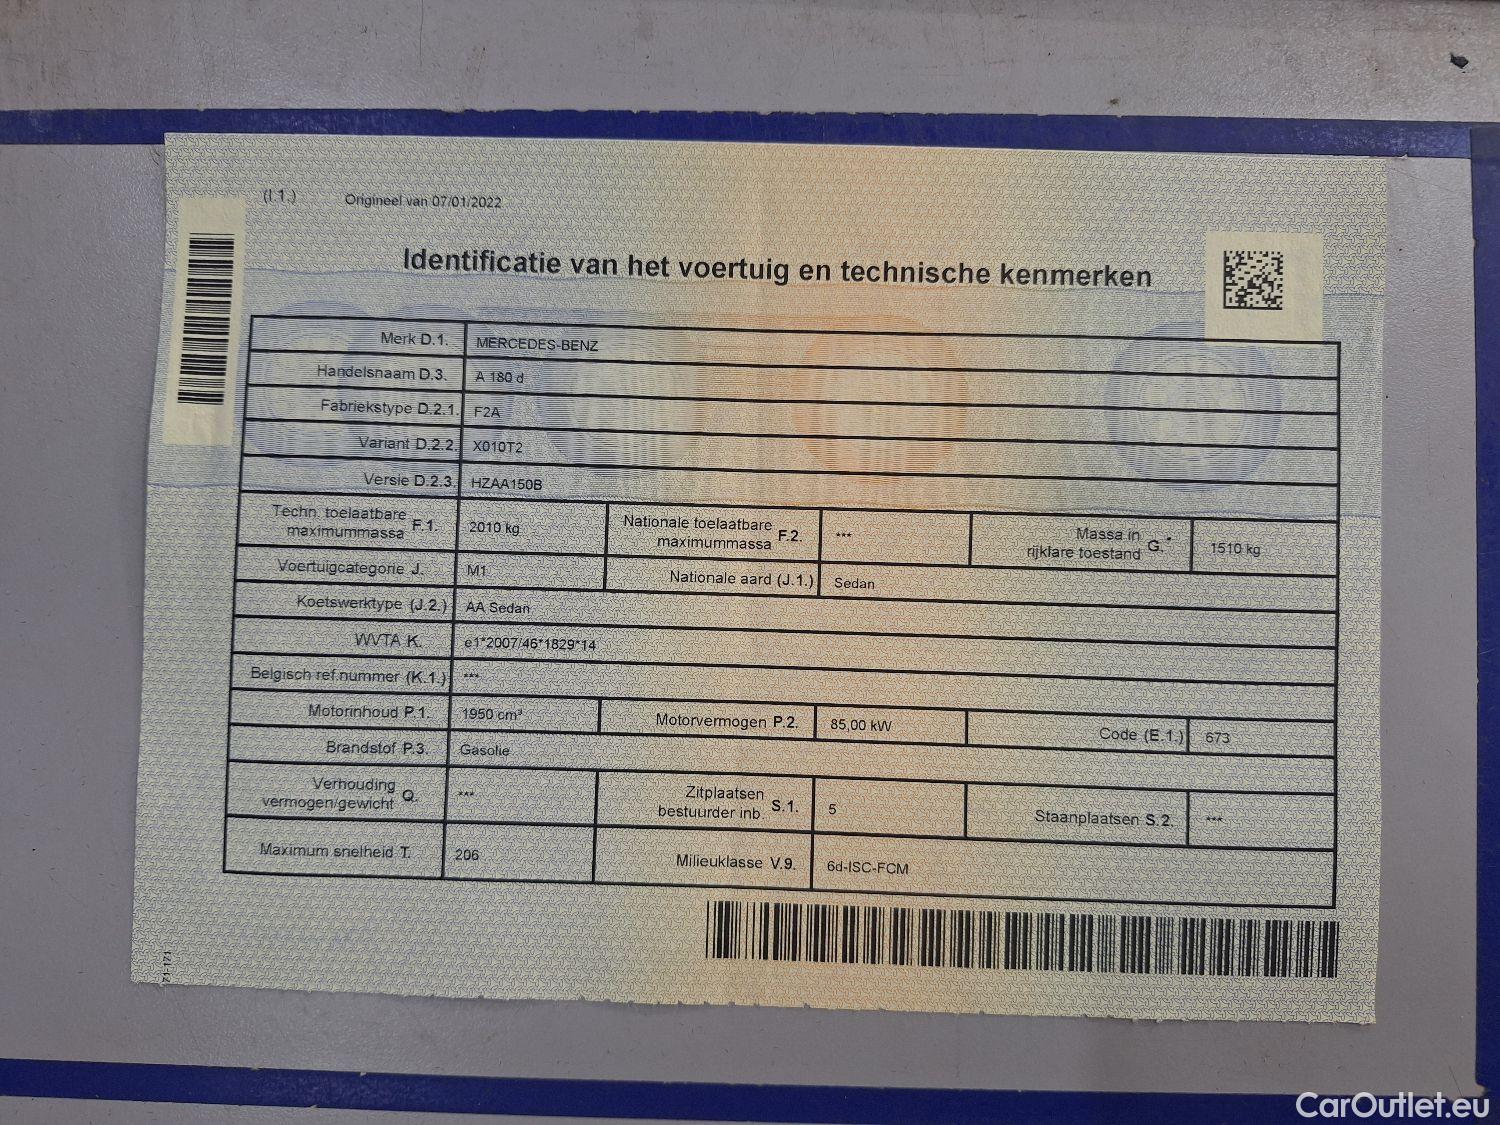 (I.1.) Origineel van 07/01/2022
Identificatie van het voertuig en technische kenmerken
Merk D.1. MERCEDES-BENZ
Handelsnaam D.3. A 180 d
Fabriekstype D.2.1. F2A
Variant D.2.2. X010T2
Versie D.2.3. HZAA150B
Techn. toelaatbare maximummassa F.1. 2010 kg Nationale toelaatbare maximummassa F.2. *** Massa in rijklare toestand G. 1510 kg
Voertuigcategorie J. M1 Nationale aard (J.1.) Sedan
Koetswerktype (J.2.) AA Sedan
WVTA K. e1*2007/46*1829*14
Belgisch ref.nummer (K.1.) ***
Motorinhoud P.1. 1950 cm³ Motorvermogen P.2. 85,00 kW Code (E.1.) 673
Brandstof P.3. Gasolie
Verhouding vermogen/gewicht Q. *** Zitplaatsen bestuurder inb. S.1. 5 Staanplaatsen S.2. ***
Maximum snelheid T. 206 Milieuklasse V.9. 6d-ISC-FCM
71-171
CarOutlet.eu